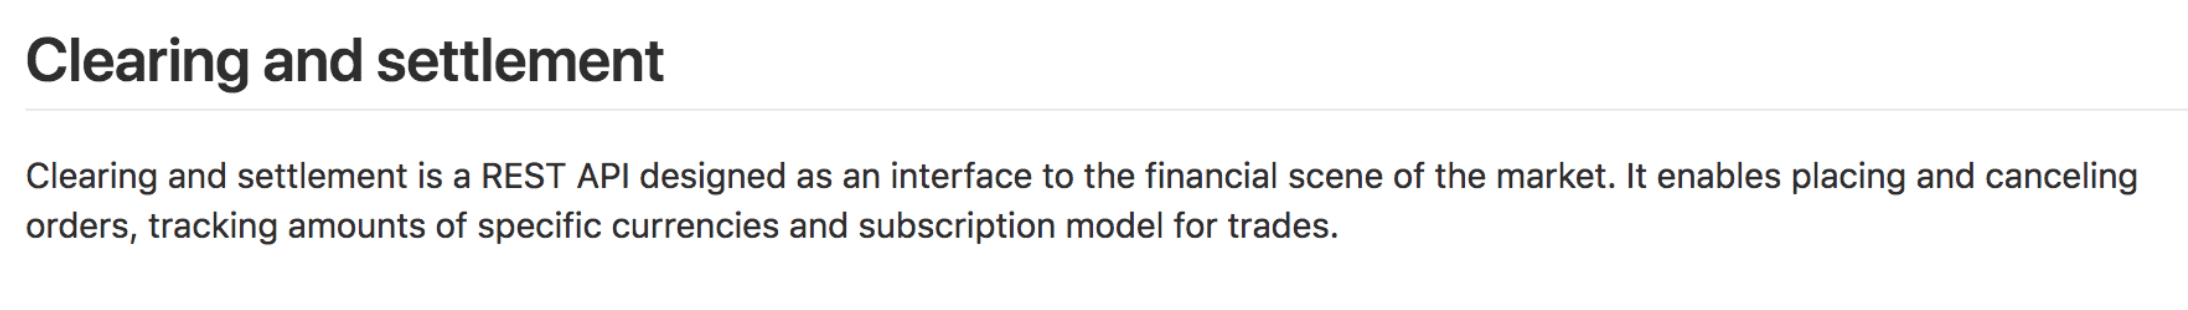 Clearing and settlement
Clearing and settlement is a REST API designed as an interface to the financial scene of the market. It enables placing and canceling
orders, tracking amounts of specific currencies and subscription model for trades.